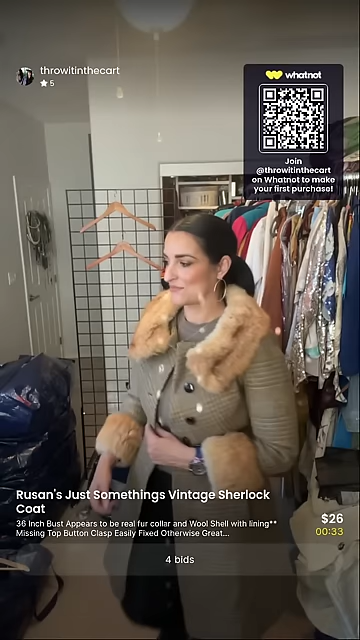 throwitinthecart
★ 5
whatnot
Join
@throwitinthecart
on Whatnot to make
your first purchase!
Rusan's Just Somethings Vintage Sherlock
Coat
36 Inch Bust Appears to be real fur collar and Wool Shell with lining**
Missing Top Button Clasp Easily Fixed Otherwise Great...
$26
00:33
4 bids